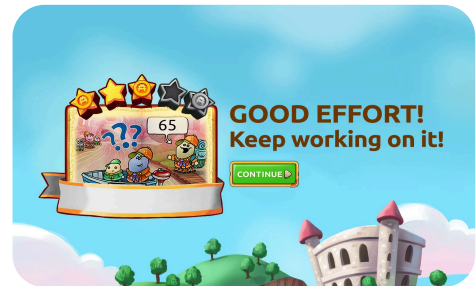 GOOD EFFORT!
Keep working on it!
CONTINUE
65
???